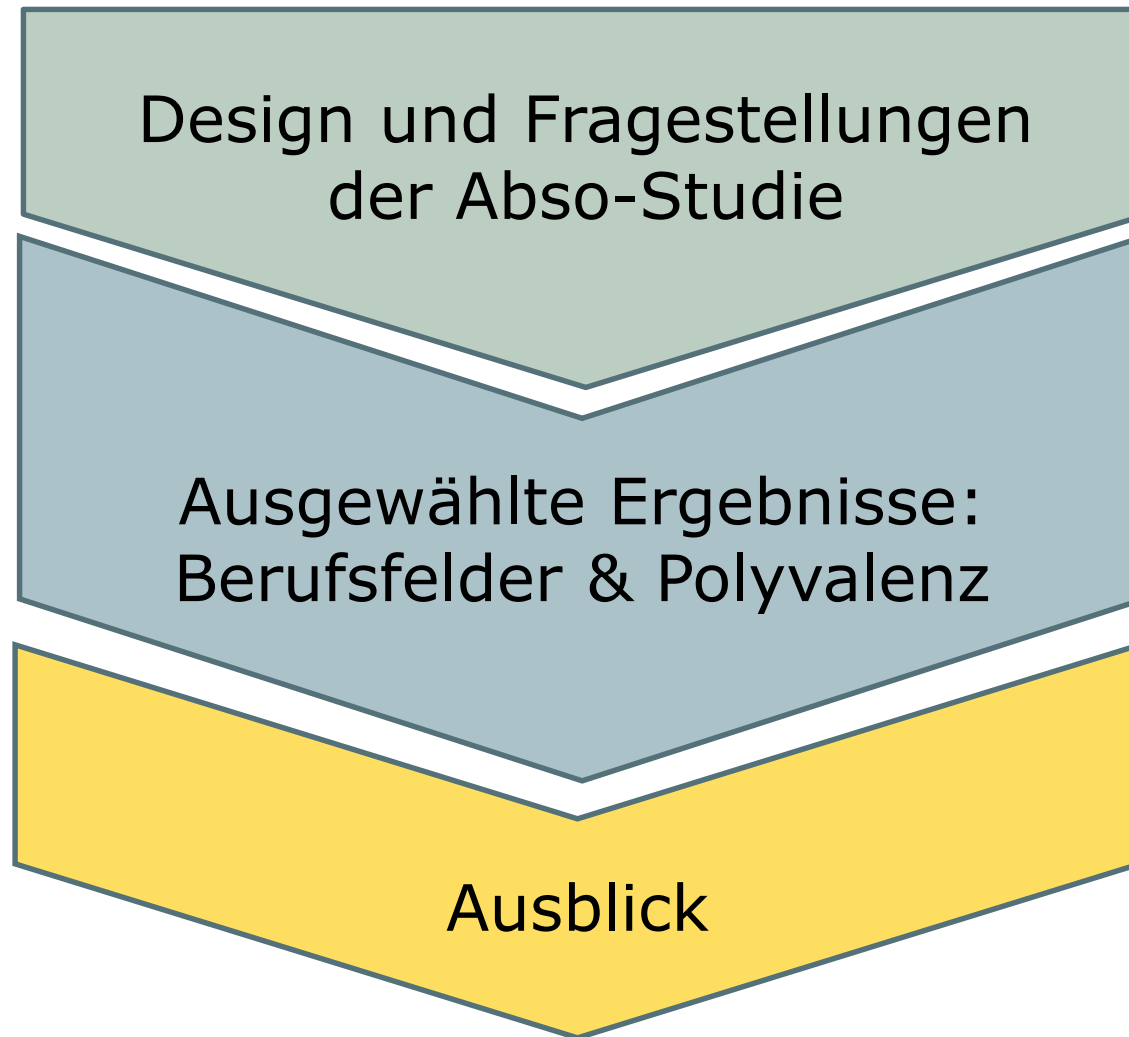 Design und Fragestellungen
der Abso-Studie
Ausgewählte Ergebnisse:
Berufsfelder & Polyvalenz
Ausblick